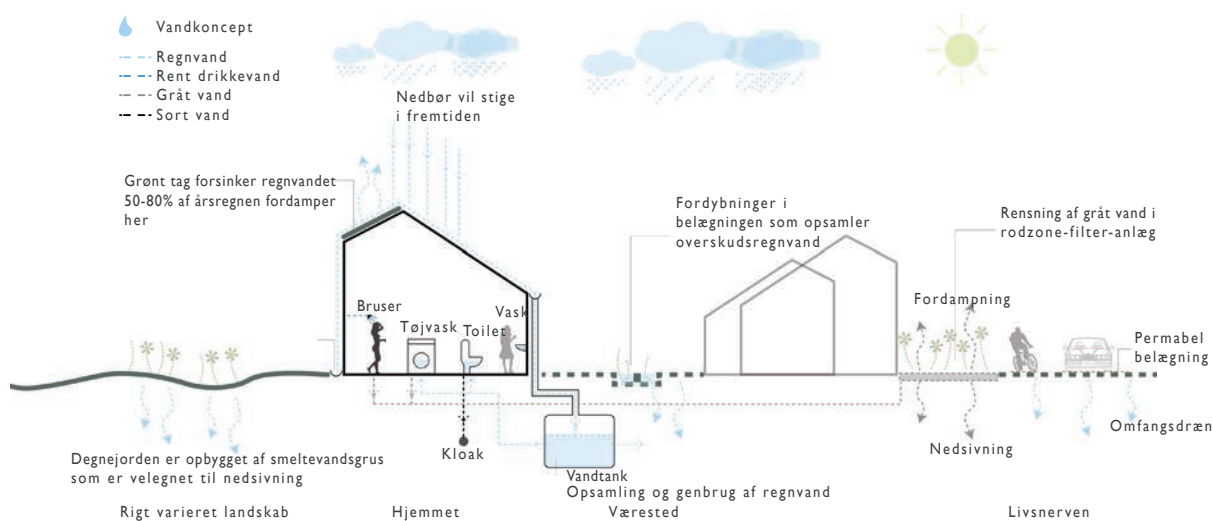 Vandkoncept
Regnvand
Rent drikkevand
Gråt vand
Sort vand
Nedbør vil stige
i fremtiden
Grønt tag forsinker regnvandet
50-80% af årsregnen fordamper
her
Fordybninger i
belægningen som opsamler
overskudsregnvand
Rensning af gråt vand i
rodzone-filter-anlæg
Bruser
Tøjvask
Toilet
Vask
Fordampning
Permabel
belægning
Omfangsdræn
Nedsivning
Kloak
Degnejorden er opbygget af smeltevandsgrus
som er velegnet til nedsivning
Vandtank
Opsamling og genbrug af regnvand
Rigt varieret landskab
Hjemmet
Værested
Livsnerven